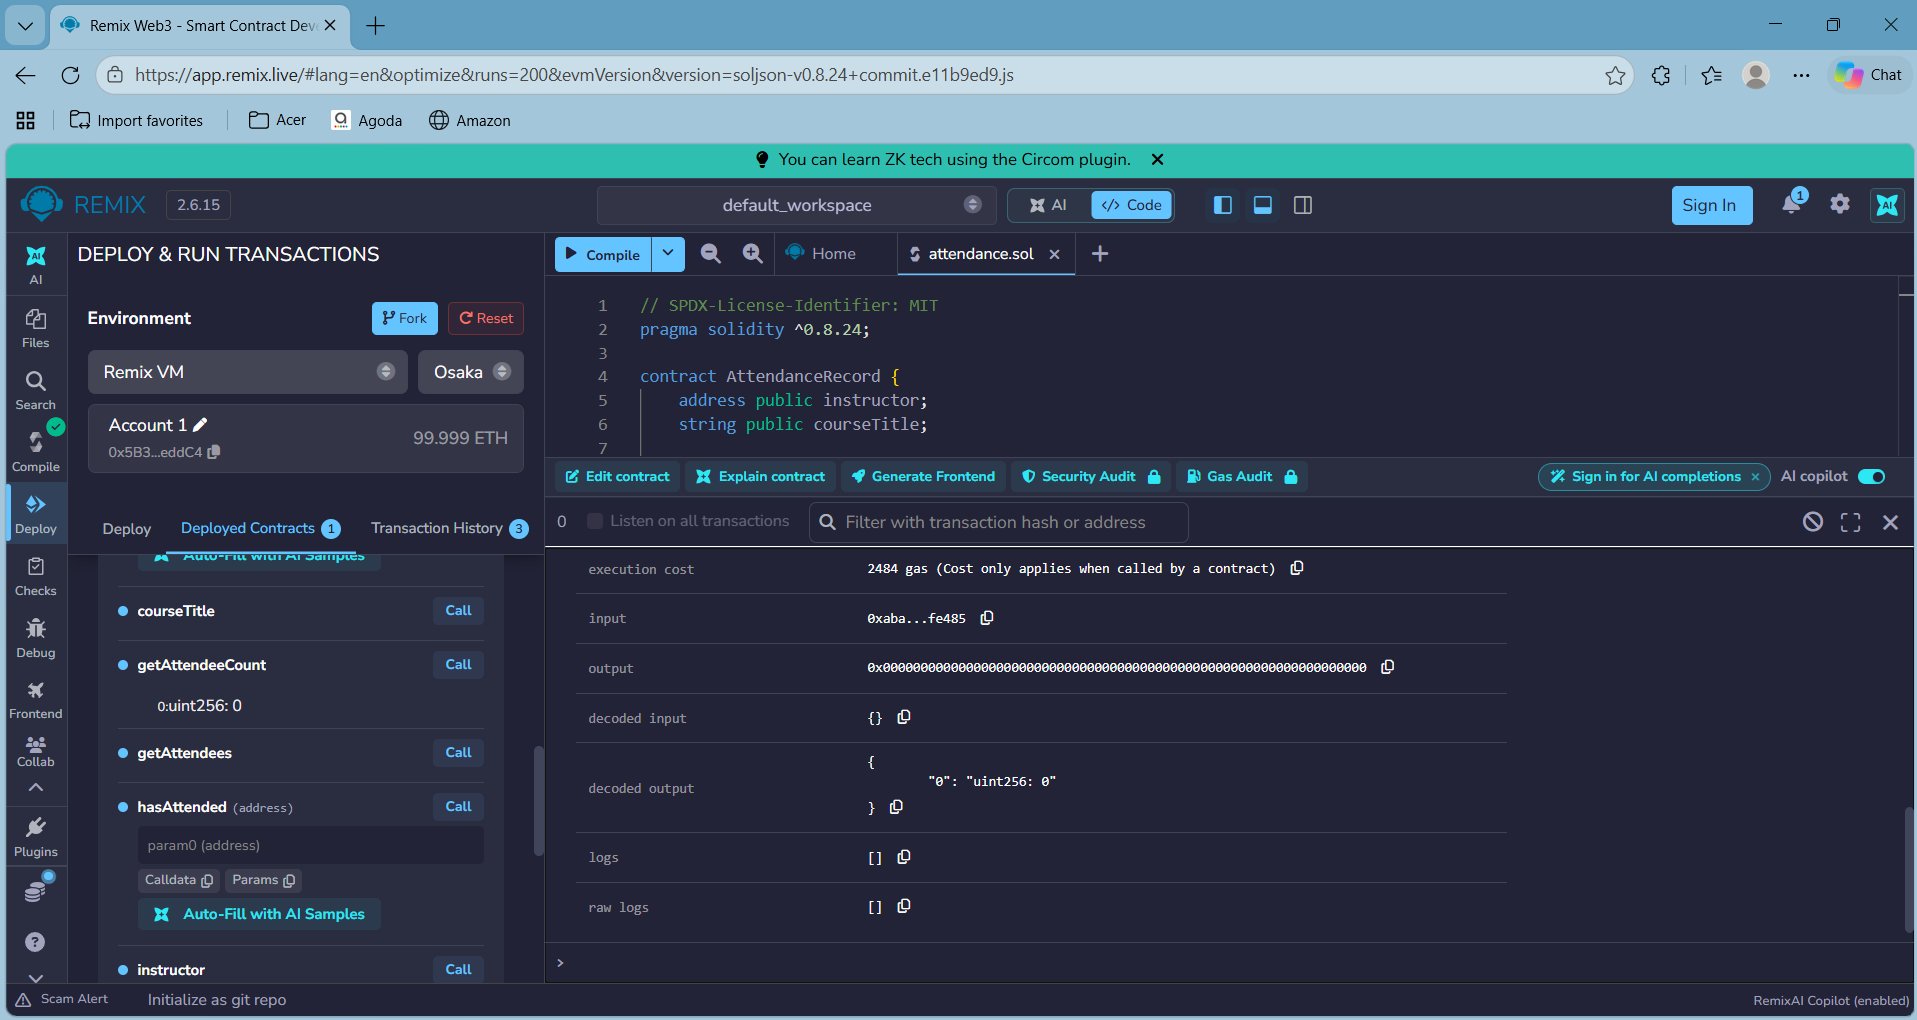 Remix Web3 - Smart Contract Deve
https://app.remix.live/#lang=en&optimize&runs=200&evmVersion&version=soljson-v0.8.24+commit.e11b9ed9.js
Chat
Import favorites
Acer
Agoda
Amazon
You can learn ZK tech using the Circom plugin.
REMIX
2.6.15
default_workspace
AI
</> Code
Sign In
1
AI
AI
DEPLOY & RUN TRANSACTIONS
Compile
Home
attendance.sol
AI
Files
Search
Compile
Deploy
Checks
Debug
Frontend
Collab
Plugins
Environment
Fork
Reset
Remix VM
Osaka
Account 1
0x5B3...eddC4
99.999 ETH
Deploy
Deployed Contracts 1
Transaction History 3
Auto-Fill with AI Samples
courseTitle
Call
getAttendeeCount
Call
0:uint256: 0
getAttendees
Call
hasAttended (address)
Call
param0 (address)
Calldata
Params
Auto-Fill with AI Samples
instructor
Call
1 // SPDX-License-Identifier: MIT
2 pragma solidity ^0.8.24;
3
4 contract AttendanceRecord {
5 address public instructor;
6 string public courseTitle;
7
Edit contract
Explain contract
Generate Frontend
Security Audit
Gas Audit
Sign in for AI completions ×
AI copilot
0
Listen on all transactions
Filter with transaction hash or address
execution cost
2484 gas (Cost only applies when called by a contract)
input
0xaba...fe485
output
0x0000000000000000000000000000000000000000000000000000000000000000
decoded input
{}
decoded output
{
"0": "uint256: 0"
}
logs
[]
raw logs
[]
>
Scam Alert
Initialize as git repo
RemixAI Copilot (enabled)